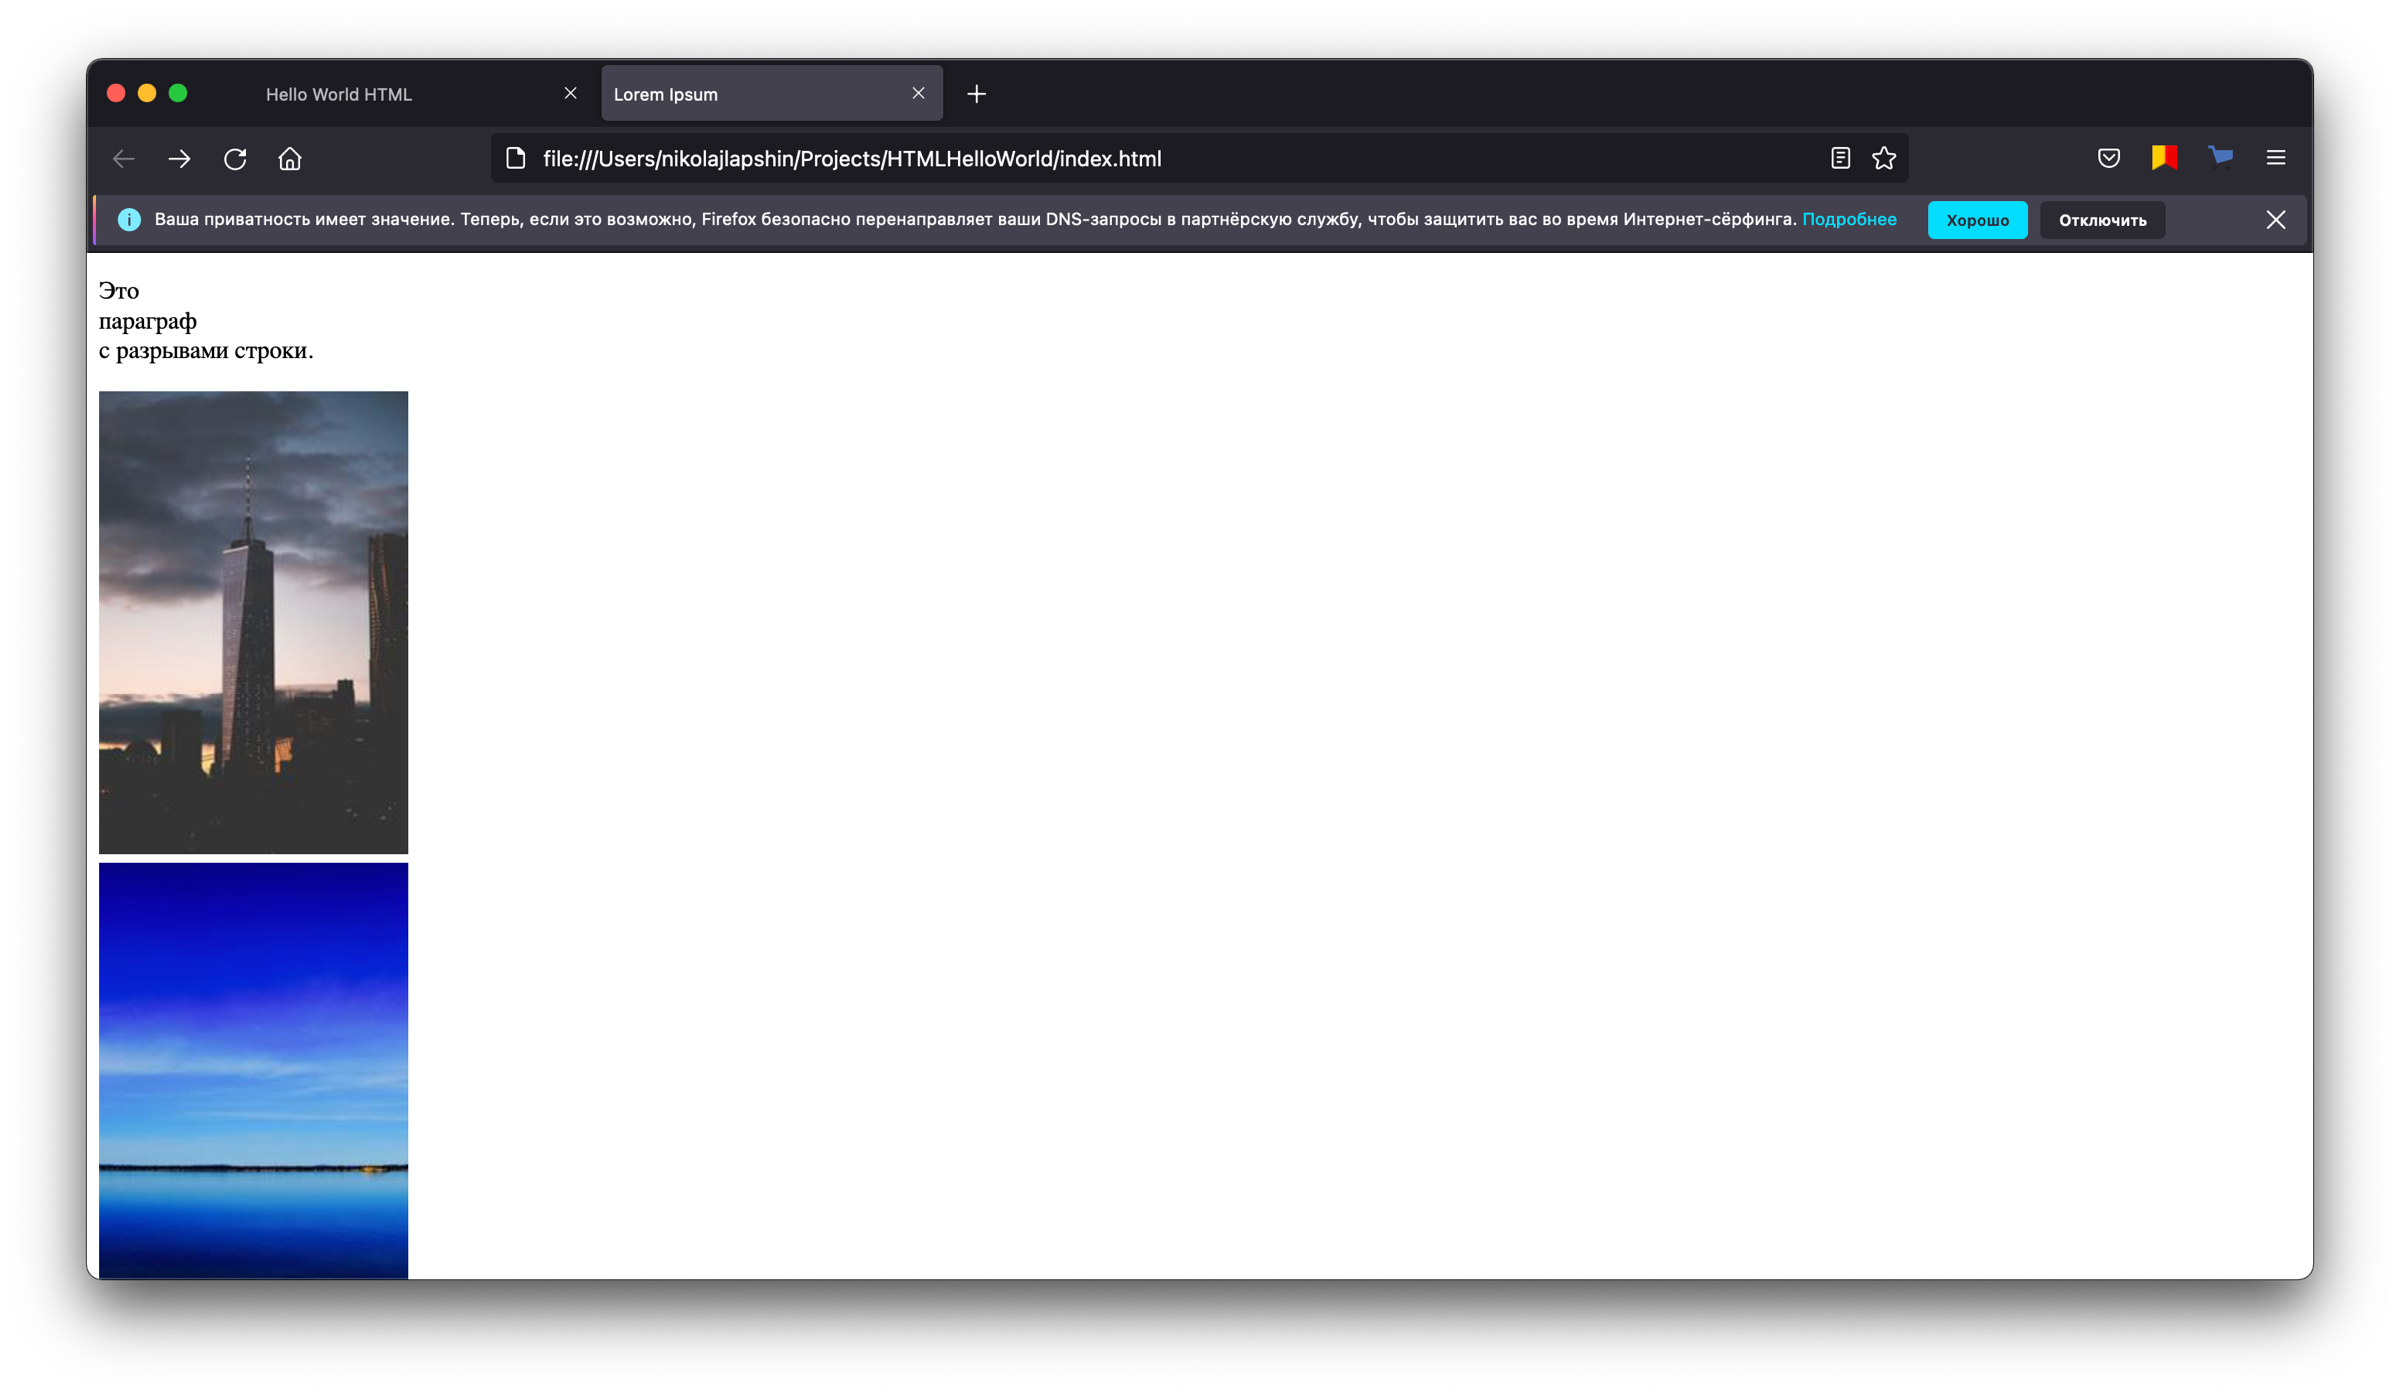 Hello World HTML
Lorem Ipsum
file:///Users/nikolajlapshin/Projects/HTMLHelloWorld/index.html
Ваша приватность имеет значение. Теперь, если это возможно, Firefox безопасно перенаправляет ваши DNS-запросы в партнёрскую службу, чтобы защитить вас во время Интернет-сёрфинга. Подробнее
Хорошо
Отключить
Это
параграф
с разрывами строки.